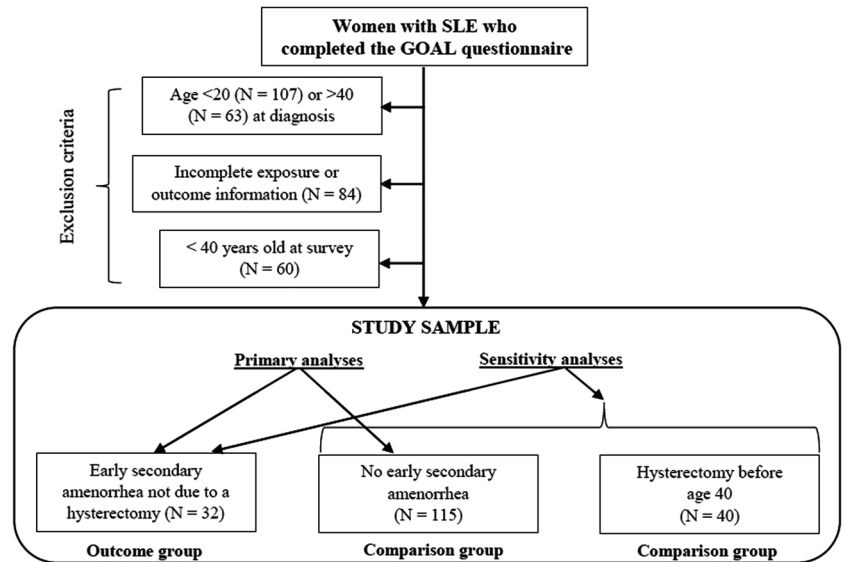 Women with SLE who
completed the GOAL questionnaire
Exclusion criteria
Age <20 (N = 107) or >40
(N = 63) at diagnosis
Incomplete exposure or
outcome information (N = 84)
< 40 years old at survey
(N = 60)
STUDY SAMPLE
Primary analyses
Sensitivity analyses
Early secondary
amenorrhea not due to a
hysterectomy (N = 32)
Outcome group
No early secondary
amenorrhea
(N = 115)
Comparison group
Hysterectomy before
age 40
(N = 40)
Comparison group